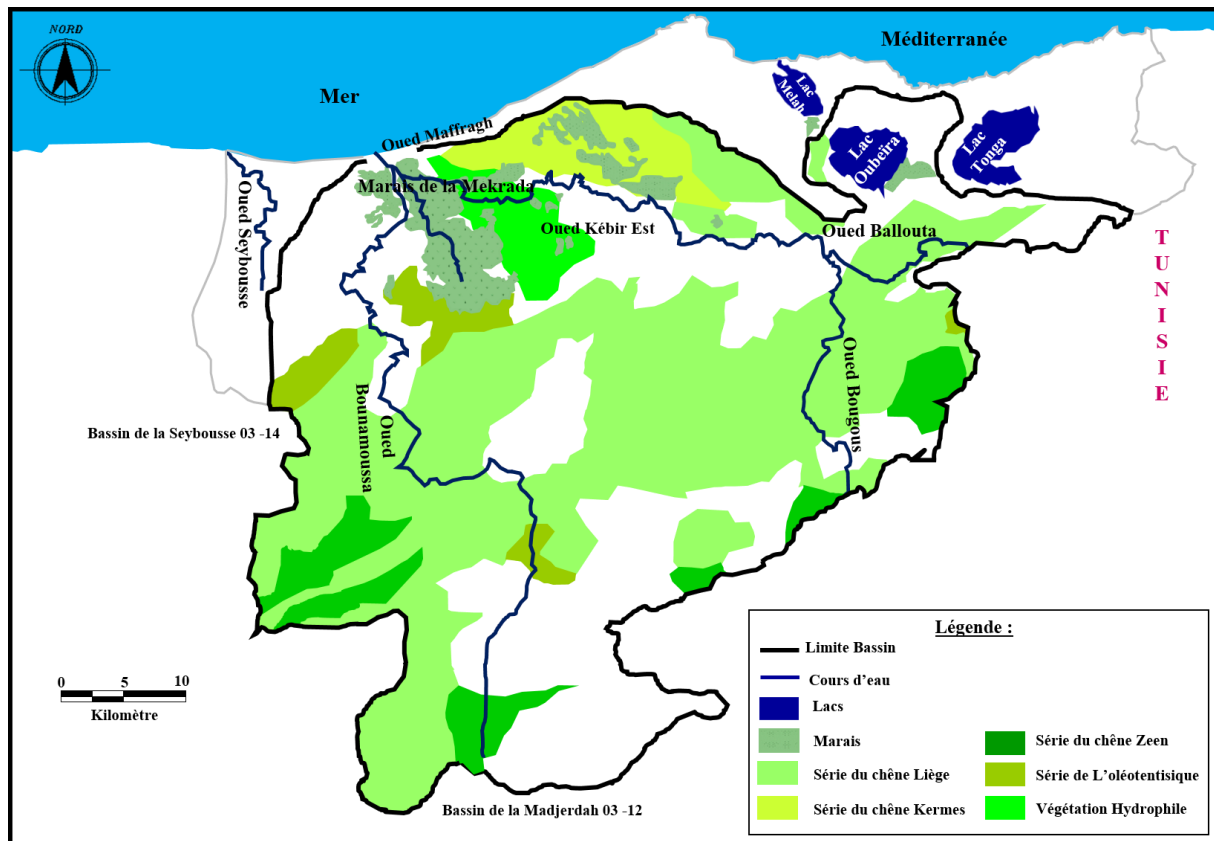 NORD
Mer
Méditerranée
Oued Maffragh
Lac
Melah
Lac
Oubeïra
Lac
Tonga
Marais de la Mekrada
Oued Seybousse
Oued Kébir Est
Oued Ballouta
TUNISIE
Oued Bougous
Oued
Bounamoussa
Bassin de la Seybousse 03 -14
Bassin de la Madjerdah 03 -12
0 5 10
Kilomètre
Légende :
Limite Bassin
Cours d'eau
Lacs
Marais
Série du chêne Liège
Série du chêne Kermes
Série du chêne Zeen
Série de L'oléotentisique
Végétation Hydrophile